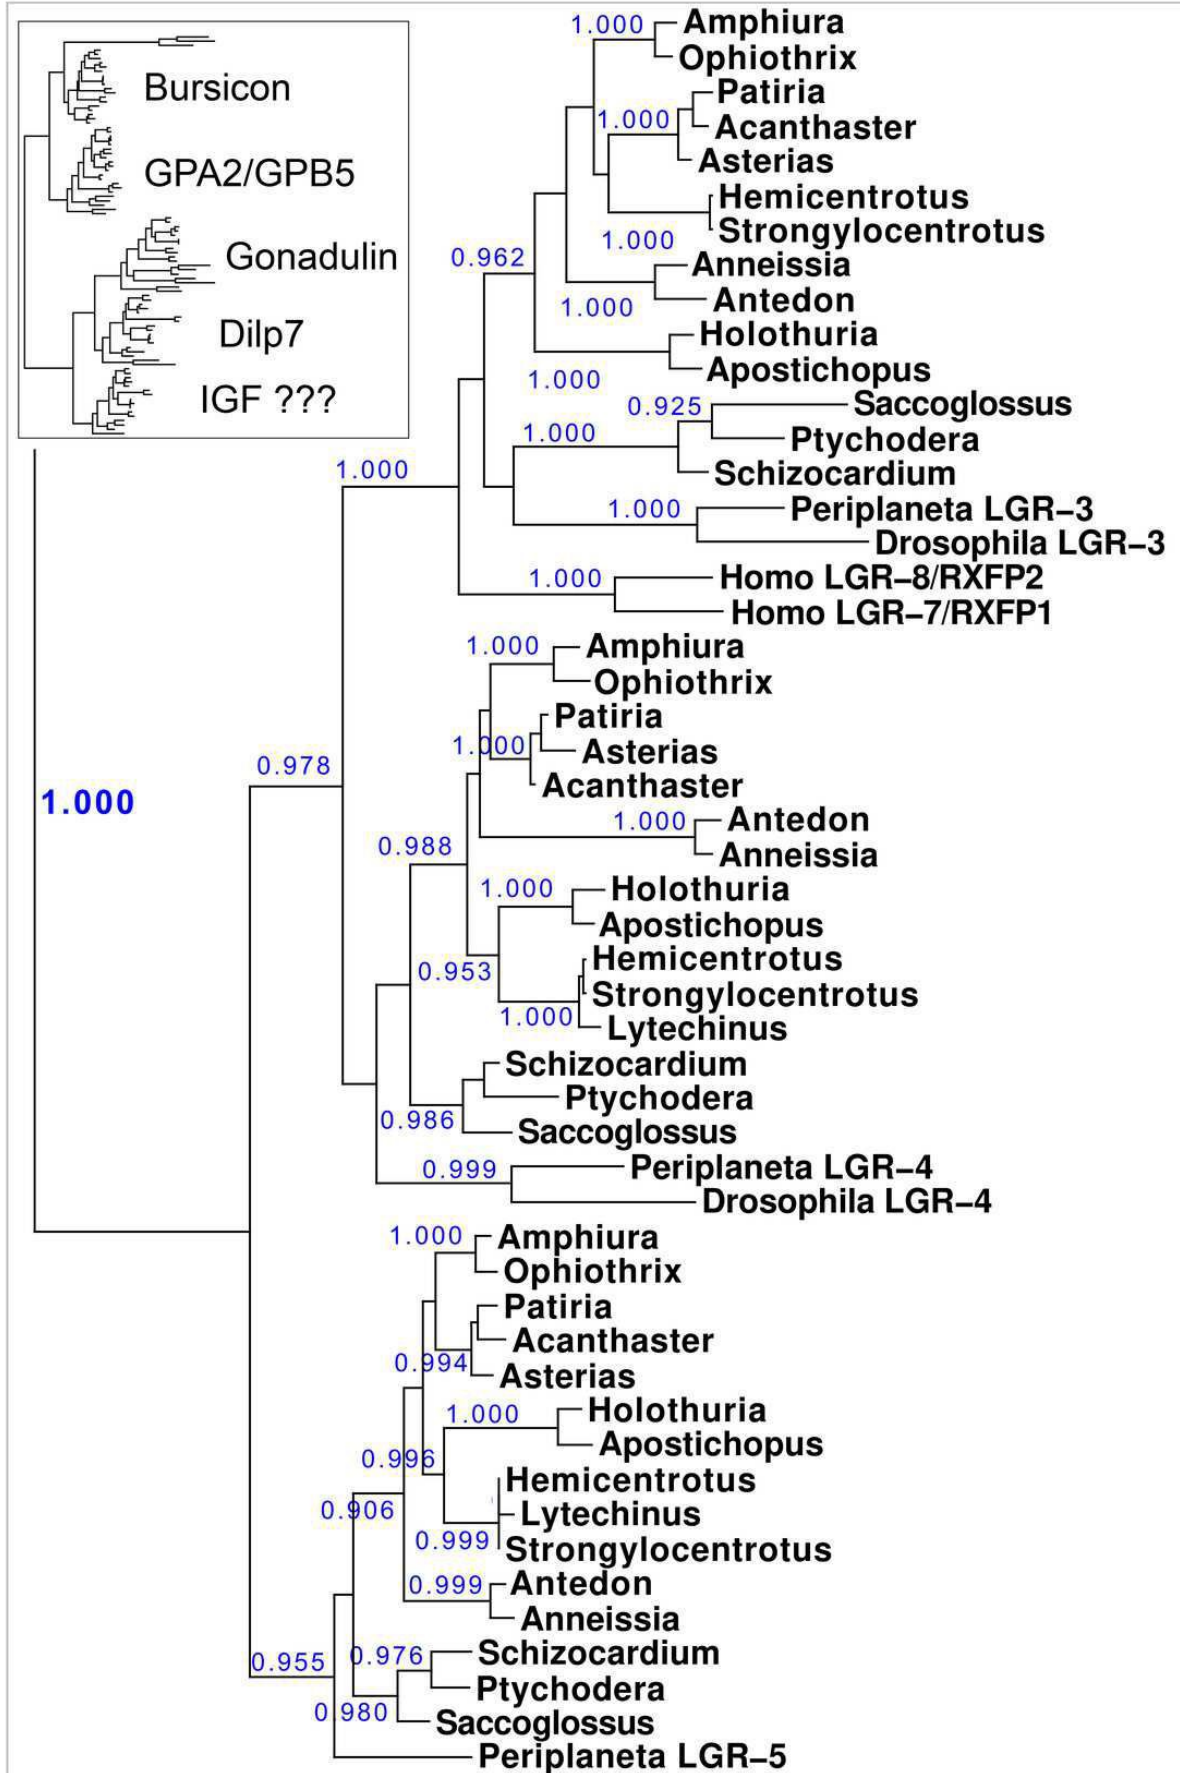 1.000
Amphiura
Ophiothrix
Bursicon
Patiria
1.000
Acanthaster
Asterias
GPA2/GPB5
Hemicentrotus
Strongylocentrotus
1.000
Gonadulin
0.962
Anneissia
Antedon
1.000
Dilp7
Holothuria
Apostichopus
1.000
IGF ???
0.925
Saccoglossus
1.000
Ptychodera
1.000
Schizocardium
1.000
Periplaneta LGR–3
Drosophila LGR–3
1.000
Homo LGR–8/RXFP2
Homo LGR–7/RXFP1
1.000
Amphiura
Ophiothrix
Patiria
1.000
Asterias
0.978
Acanthaster
1.000
1.000
Antedon
0.988
Anneissia
1.000
Holothuria
Apostichopus
Hemicentrotus
0.953
Strongylocentrotus
1.000
Lytechinus
Schizocardium
Ptychodera
0.986
Saccoglossus
0.999
Periplaneta LGR–4
Drosophila LGR–4
1.000
Amphiura
Ophiothrix
Patiria
Acanthaster
0.994
Asterias
1.000
Holothuria
Apostichopus
0.996
Hemicentrotus
0.906
Lytechinus
0.999
Strongylocentrotus
0.999
Antedon
Anneissia
0.955
0.976
Schizocardium
Ptychodera
0.980
Saccoglossus
Periplaneta LGR–5